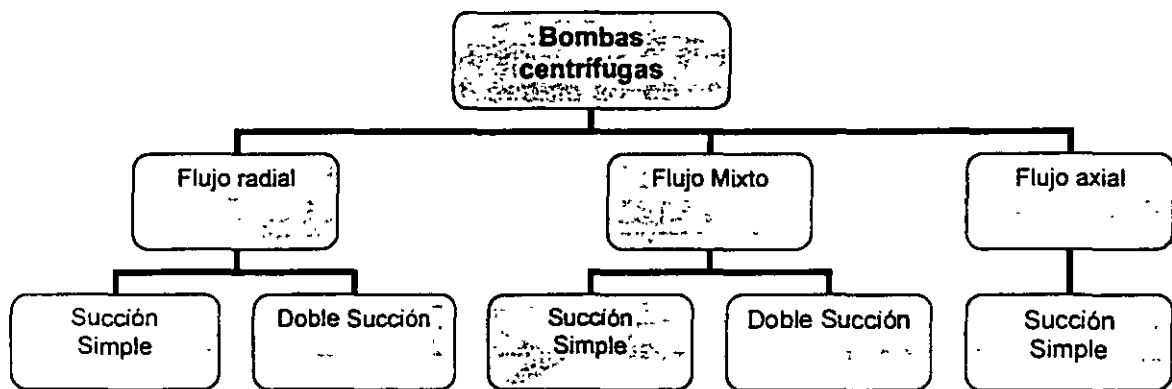 Bombas
centrífugas
Flujo radial
Flujo Mixto
Flujo axial
Succión
Simple
Doble Succión
Succión
Simple
Doble Succión
Succión
Simple